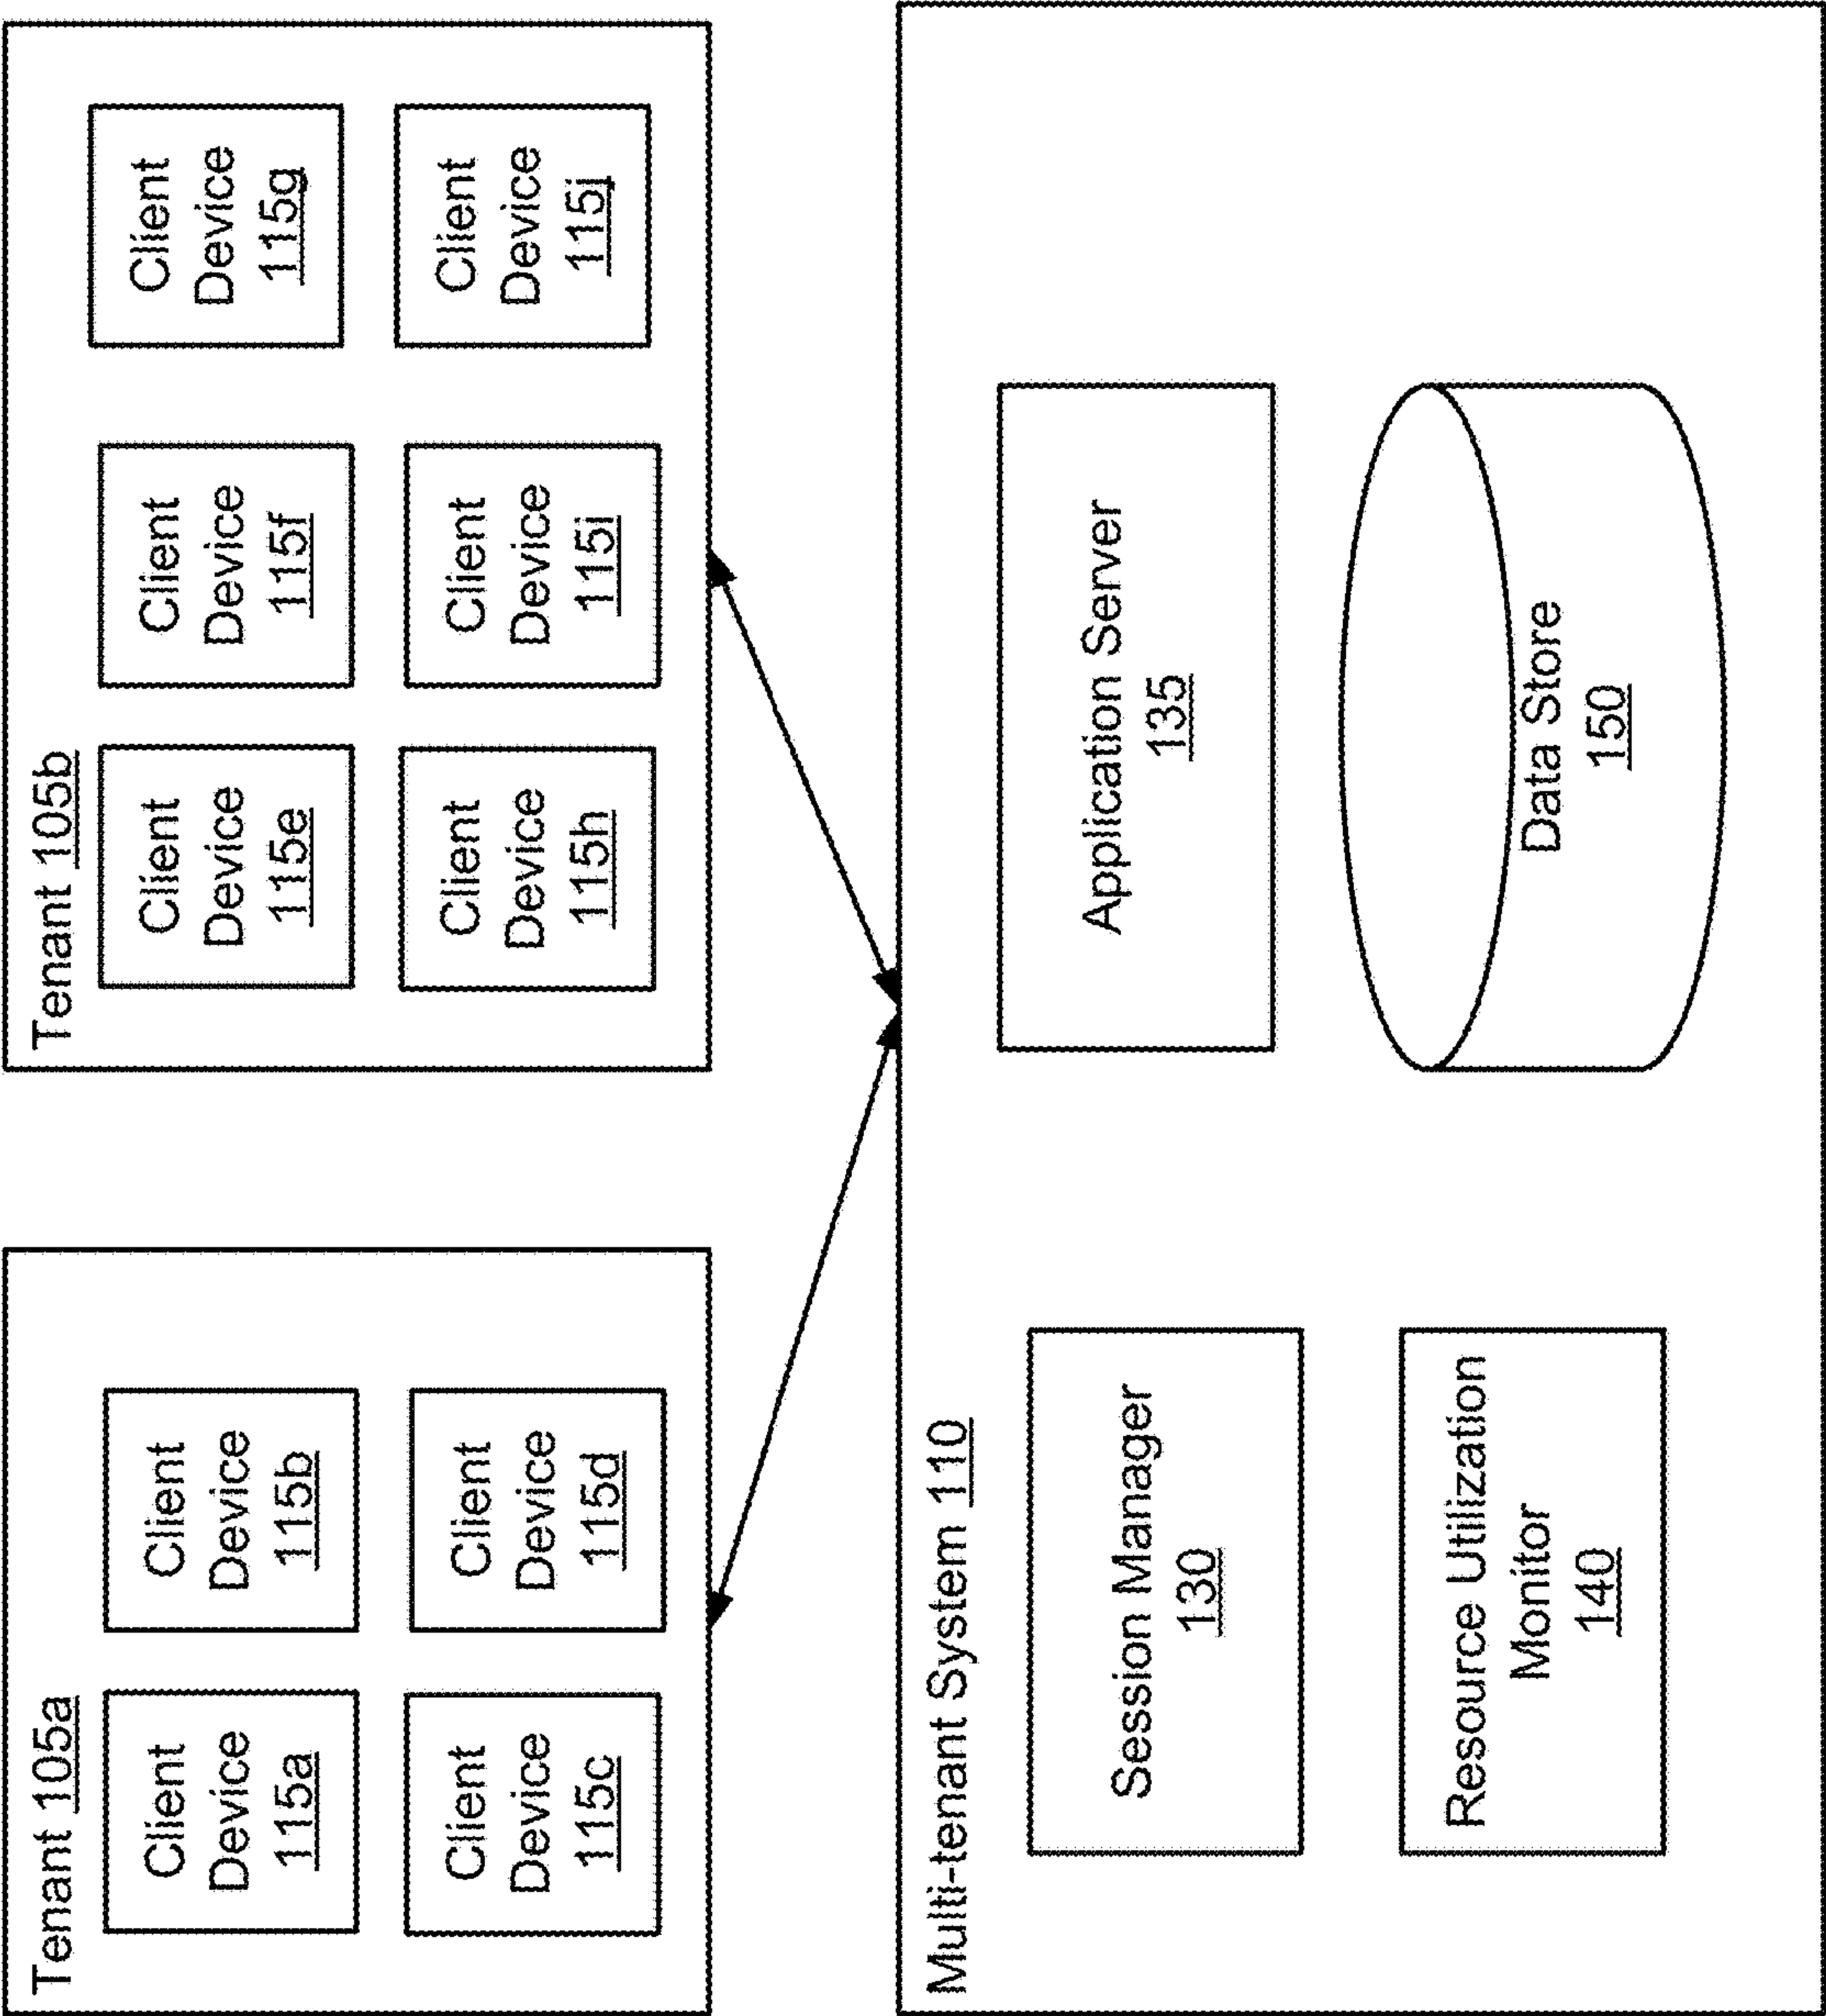 Tenant 105a
Client
Device
115a
Client
Device
115b
Client
Device
115c
Client
Device
115d
Tenant 105b
Client
Device
115e
Client
Device
115f
Client
Device
115g
Client
Device
115h
Client
Device
115i
Client
Device
115j
Multi-tenant System 110
Session Manager
130
Application Server
135
Resource Utilization
Monitor
140
Data Store
150